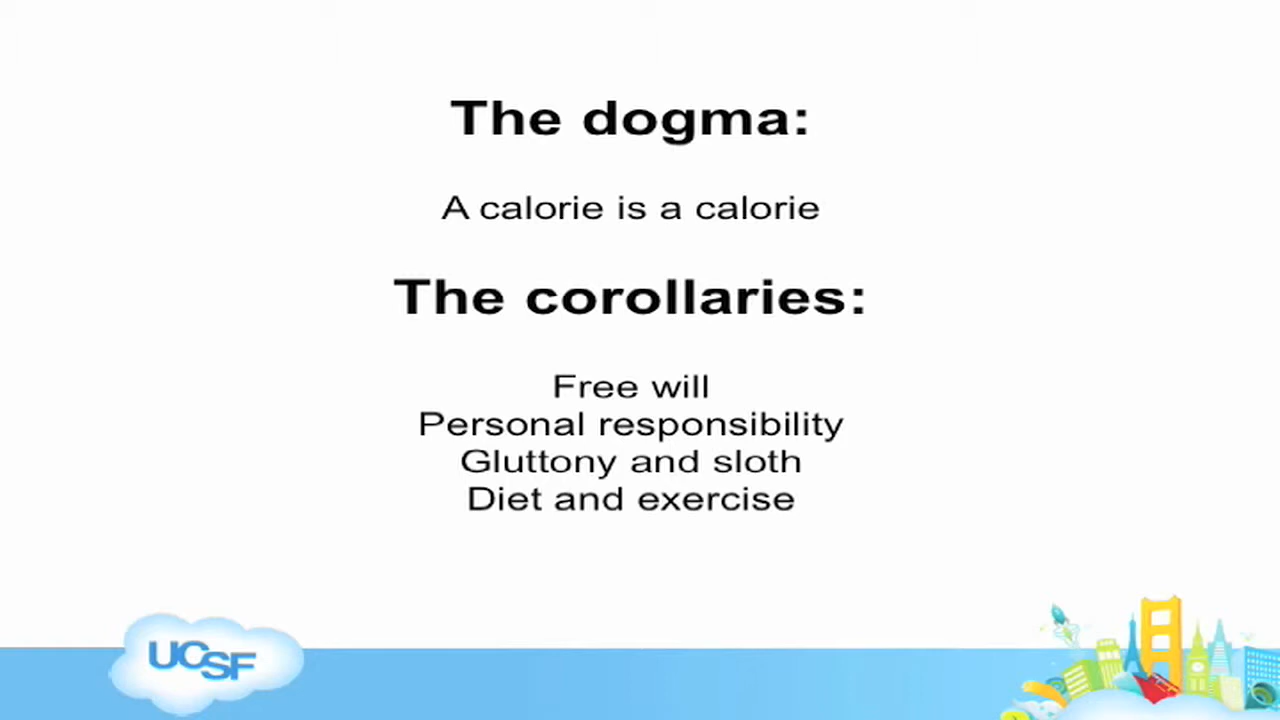 The dogma:
A calorie is a calorie
The corollaries:
Free will
Personal responsibility
Gluttony and sloth
Diet and exercise
UCSF